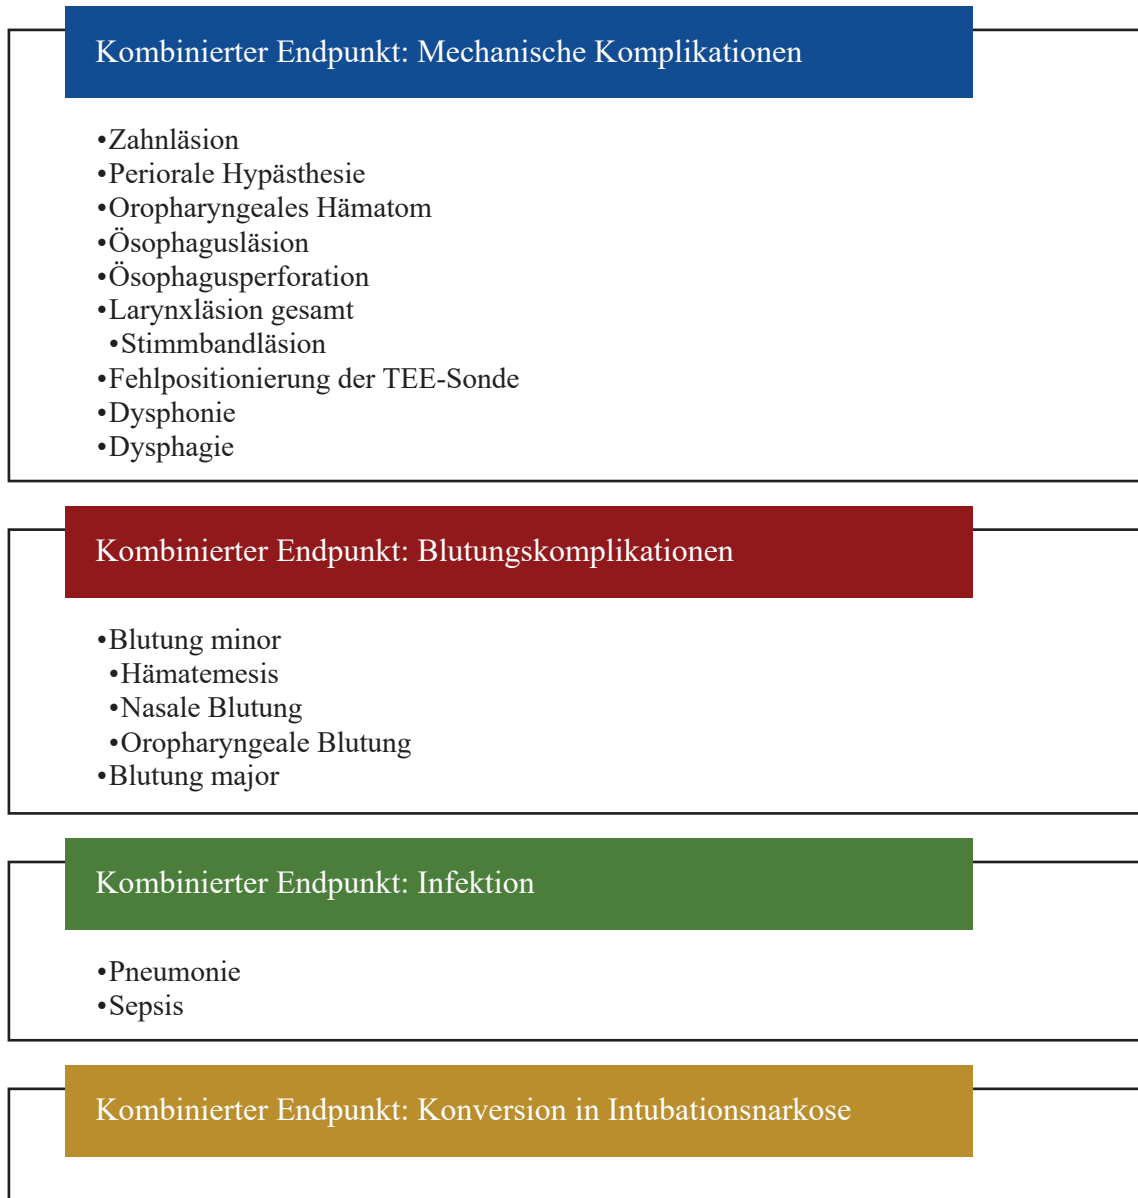 Kombinierter Endpunkt: Mechanische Komplikationen
•Zahnläsion
•Periorale Hypästhesie
•Oropharyngeales Hämatom
•Ösophagusläsion
•Ösophagusperforation
•Larynxläsion gesamt
•Stimmbandläsion
•Fehlpositionierung der TEE-Sonde
•Dysphonie
•Dysphagie
Kombinierter Endpunkt: Blutungskomplikationen
•Blutung minor
•Hämatemesis
•Nasale Blutung
•Oropharyngeale Blutung
•Blutung major
Kombinierter Endpunkt: Infektion
•Pneumonie
•Sepsis
Kombinierter Endpunkt: Konversion in Intubationsnarkose